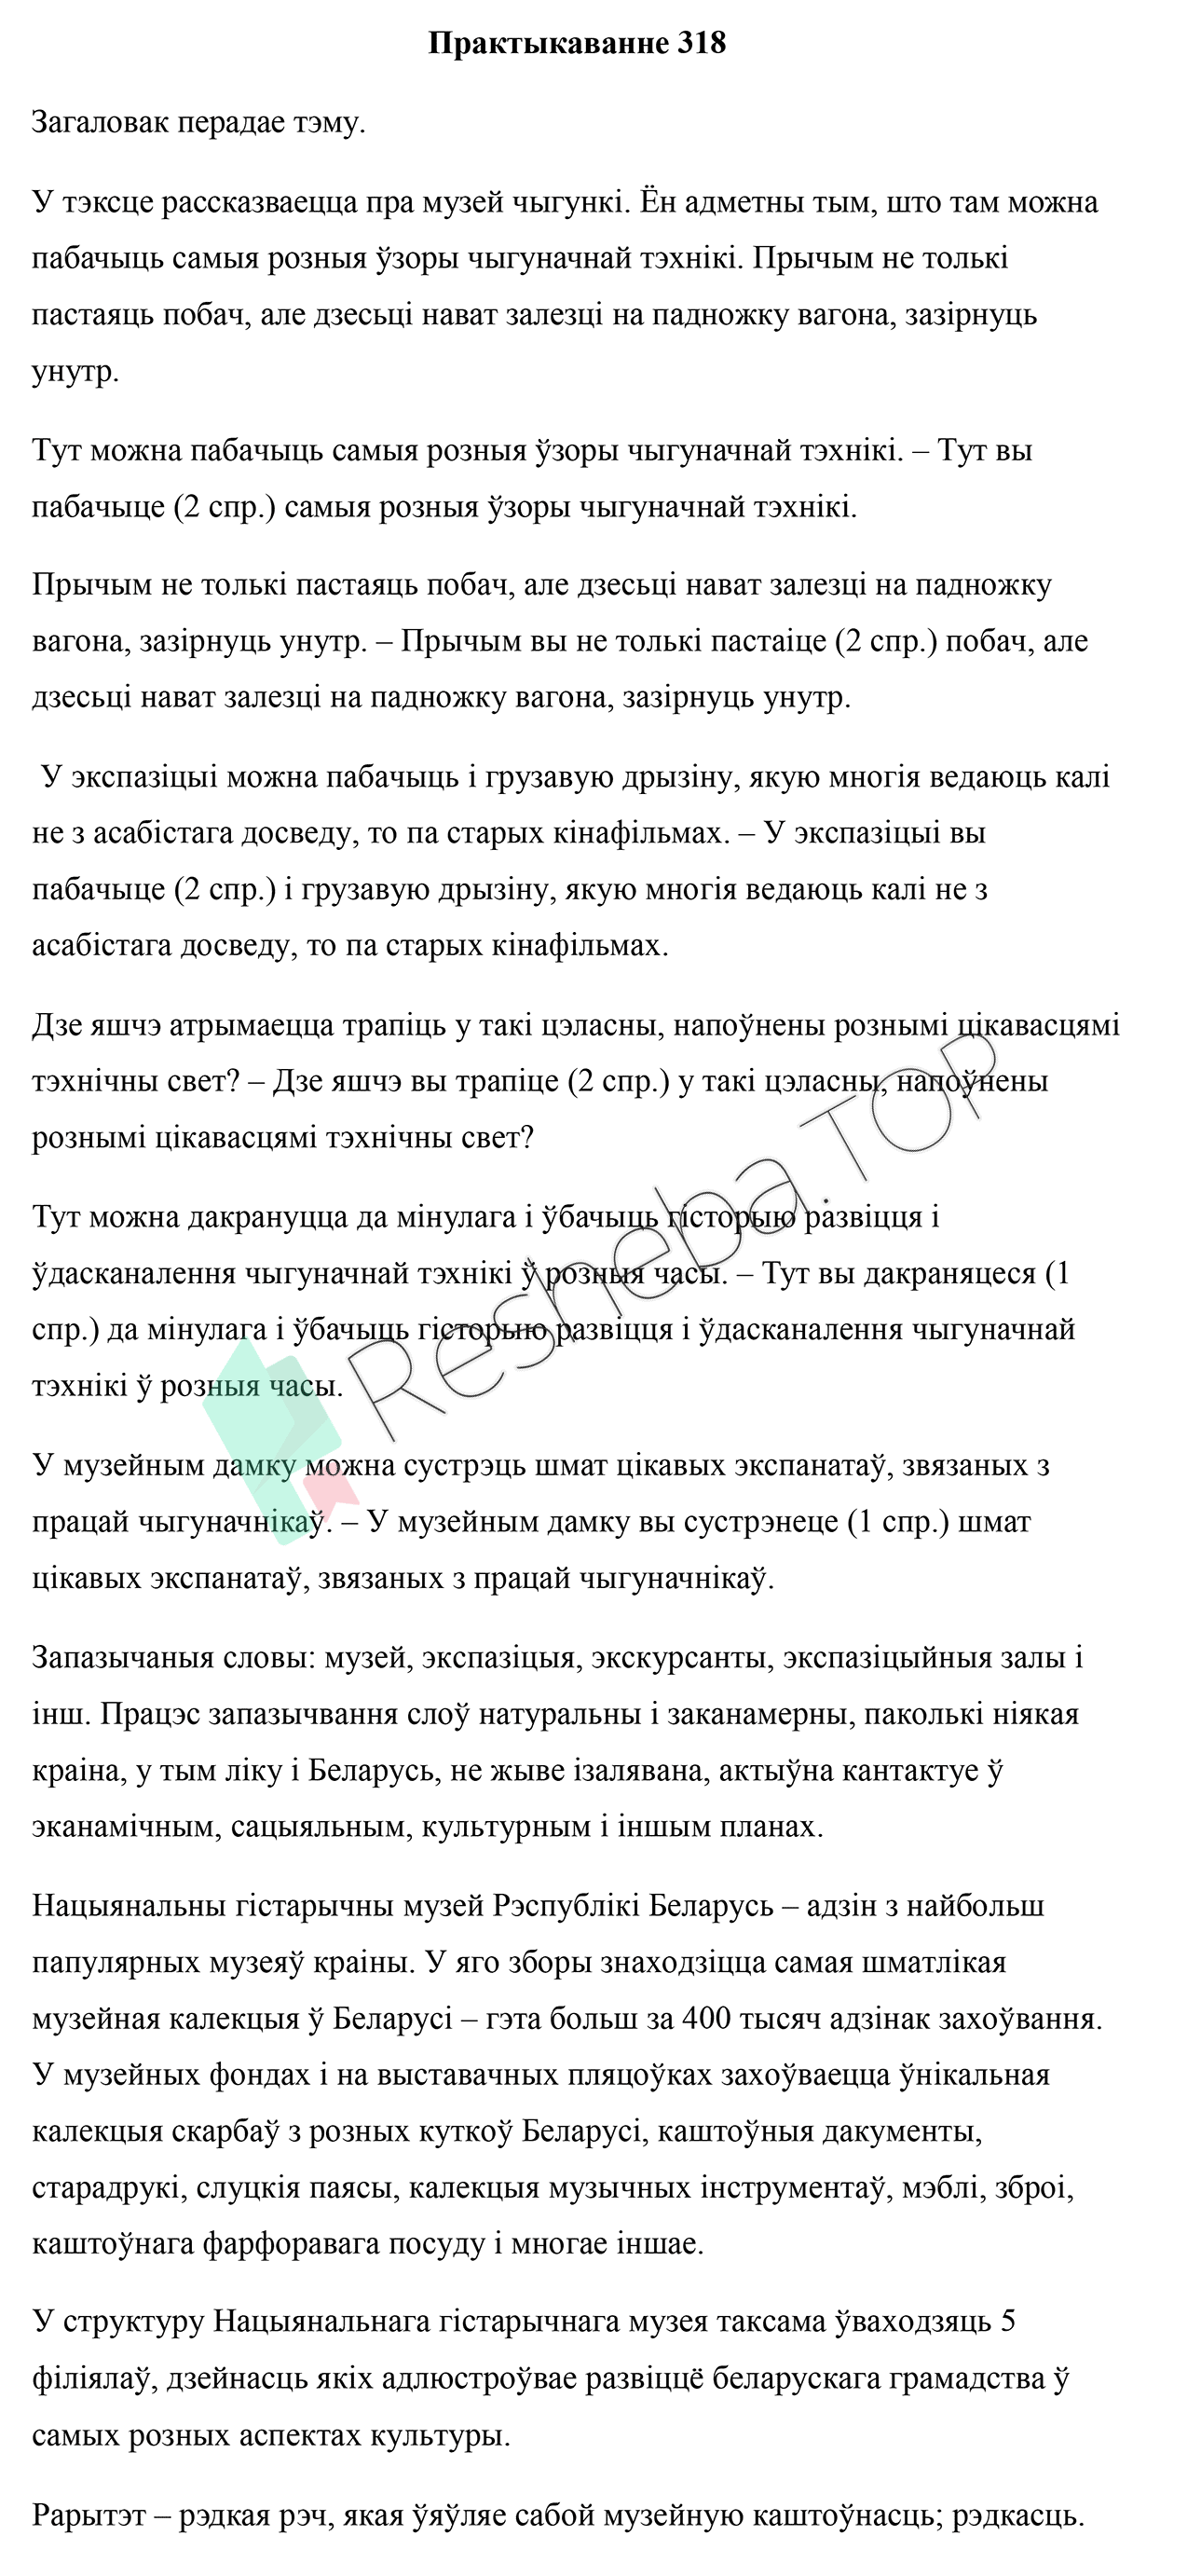 Практыкаванне 318
Загаловак перадае тэму.
У тэксце рассказваецца пра музей чыгункі. Ён адметны тым, што там можна
пабачыць самыя розныя ўзоры чыгуначнай тэхнікі. Прычым не толькі
пастаяць побач, але дзесьці нават залезці на падножку вагона, зазірнуць
унутр.
Тут можна пабачыць самыя розныя ўзоры чыгуначнай тэхнікі. – Тут вы
пабачыце (2 спр.) самыя розныя ўзоры чыгуначнай тэхнікі.
Прычым не толькі пастаяць побач, але дзесьці нават залезці на падножку
вагона, зазірнуць унутр. – Прычым вы не толькі пастаіце (2 спр.) побач, але
дзесьці нават залезці на падножку вагона, зазірнуць унутр.
У экспазіцыі можна пабачыць і грузавую дрызіну, якую многія ведаюць калі
не з асабістага досведу, то па старых кінафільмах. – У экспазіцыі вы
пабачыце (2 спр.) і грузавую дрызіну, якую многія ведаюць калі не з
асабістага досведу, то па старых кінафільмах.
Дзе яшчэ атрымаецца трапіць у такі цэласны, напоўнены рознымі цікавасцямі
тэхнічны свет? – Дзе яшчэ вы трапіце (2 спр.) у такі цэласны, напоўнены
рознымі цікавасцямі тэхнічны свет?
Тут можна дакрануцца да мінулага і ўбачыць гісторыю развіцця і
ўдасканалення чыгуначнай тэхнікі ў розныя часы. – Тут вы дакраняцеся (1
спр.) да мінулага і ўбачыць гісторыю развіцця і ўдасканалення чыгуначнай
тэхнікі ў розныя часы.
У музейным дамку можна сустрэць шмат цікавых экспанатаў, звязаных з
працай чыгуначнікаў. – У музейным дамку вы сустрэнеце (1 спр.) шмат
цікавых экспанатаў, звязаных з працай чыгуначнікаў.
Запазычаныя словы: музей, экспазіцыя, экскурсанты, экспазіцыйныя залы і
інш. Працэс запазычвання слоў натуральны і заканамерны, паколькі ніякая
краіна, у тым ліку і Беларусь, не жыве ізалявана, актыўна кантактуе ў
эканамічным, сацыяльным, культурным і іншым планах.
Нацыянальны гістарычны музей Рэспублікі Беларусь – адзін з найбольш
папулярных музеяў краіны. У яго зборы знаходзіцца самая шматлікая
музейная калекцыя ў Беларусі – гэта больш за 400 тысяч адзінак захоўвання.
У музейных фондах і на выставачных пляцоўках захоўваецца ўнікальная
калекцыя скарбаў з розных куткоў Беларусі, каштоўныя дакументы,
старадрукі, слуцкія паясы, калекцыя музычных інструментаў, мэблі, зброі,
каштоўнага фарфоравага посуду і многае іншае.
У структуру Нацыянальнага гістарычнага музея таксама ўваходзяць 5
філіялаў, дзейнасць якіх адлюстроўвае развіццё беларускага грамадства ў
самых розных аспектах культуры.
Рарытэт – рэдкая рэч, якая ўяўляе сабой музейную каштоўнасць; рэдкасць.
Resheba.TOP